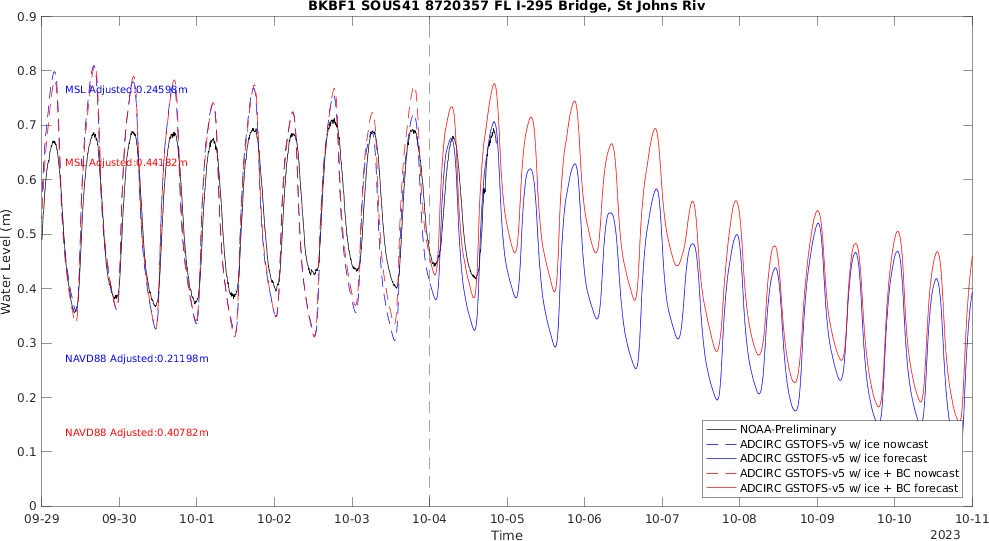 BKBF1 SOUS41 8720357 FL I-295 Bridge, St Johns Riv
0.9
0.8
0.7
0.6
0.5
0.4
0.3
0.2
0.1
0
Water Level (m)
MSL Adjusted:0.24598m
MSL Adjusted:0.44182m
NAVD88 Adjusted:0.21198m
NAVD88 Adjusted:0.40782m
NOAA-Preliminary
ADCIRC GSTOFS-v5 w/ ice nowcast
ADCIRC GSTOFS-v5 w/ ice forecast
ADCIRC GSTOFS-v5 w/ ice + BC nowcast
ADCIRC GSTOFS-v5 w/ ice + BC forecast
09-29 09-30 10-01 10-02 10-03 10-04 10-05 10-06 10-07 10-08 10-09 10-10 10-11
Time
2023